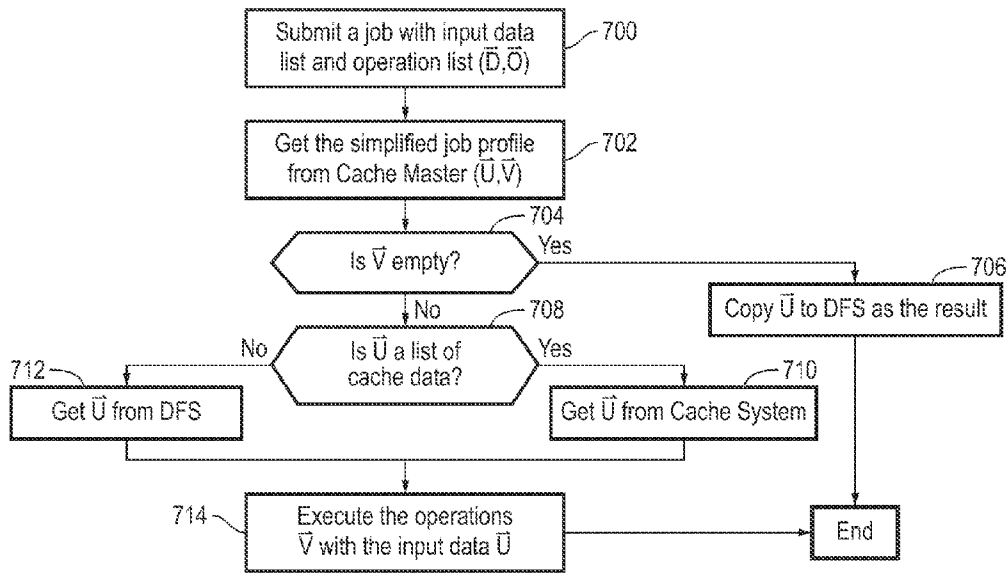 Submit a job with input data
list and operation list (D⃗,O⃗)
700
Get the simplified job profile
from Cache Master (U⃗,V⃗)
702
704
Is V⃗ empty?
Yes
No
706
Copy U⃗ to DFS as the result
708
Is U⃗ a list of
cache data?
No
Yes
712
Get U⃗ from DFS
710
Get U⃗ from Cache System
714
Execute the operations
V⃗ with the input data U⃗
End